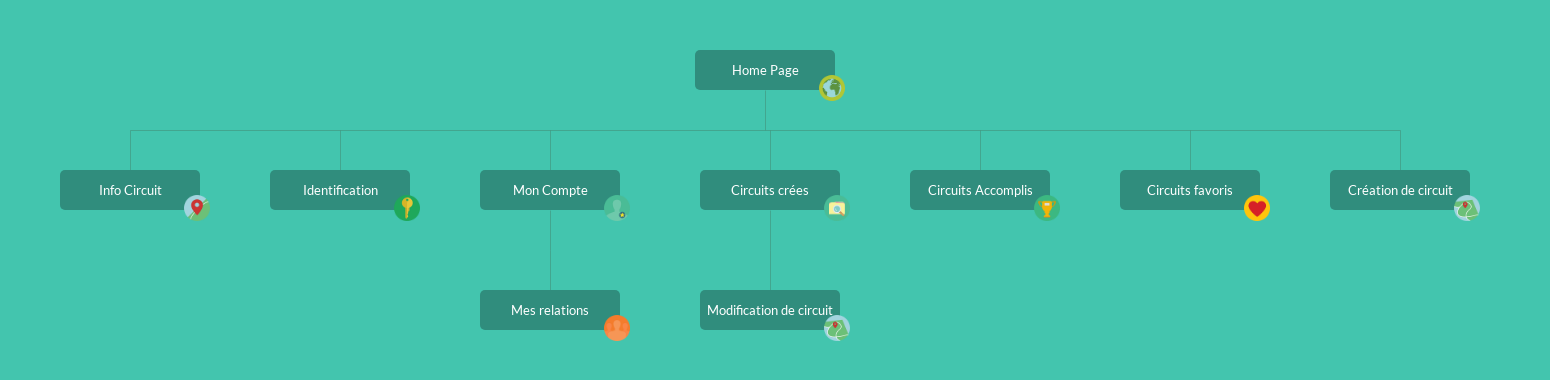 Home Page
Info Circuit
Identification
Mon Compte
Circuits crées
Circuits Accomplis
Circuits favoris
Création de circuit
Mes relations
Modification de circuit